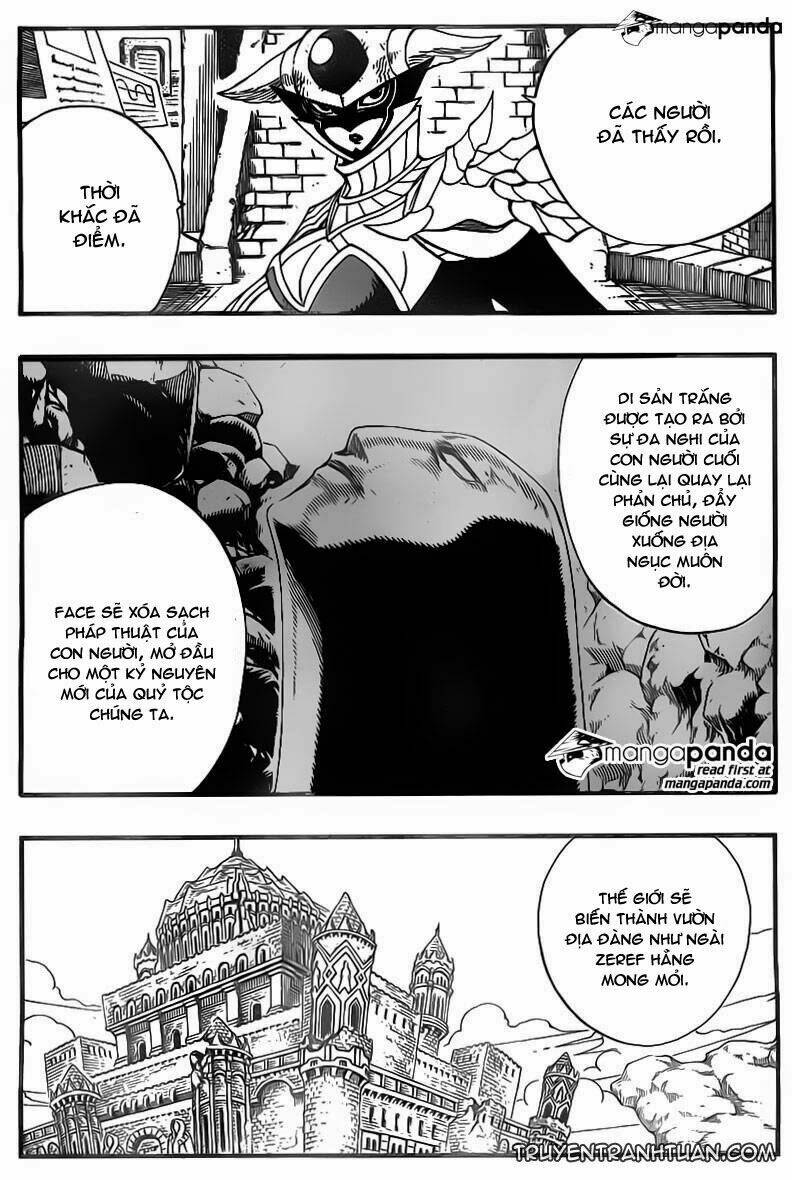 mangapanda
CÁC NGƯỜI
ĐÃ THẤY RỒI.
THỜI
KHẮC ĐÃ
ĐIỂM.
DI SẢN TRẮNG
ĐƯỢC TẠO RA BỞI
SỰ ĐA NGHI CỦA
CON NGƯỜI CUỐI
CÙNG LẠI QUAY LẠI
PHẢN CHỦ, ĐẨY
GIỐNG NGƯỜI
XUỐNG ĐỊA
NGỤC MUÔN
ĐỜI.
FACE SẼ XÓA SẠCH
PHÁP THUẬT CỦA
CON NGƯỜI, MỞ ĐẦU
CHO MỘT KỶ NGUYÊN
MỚI CỦA QUỶ TỘC
CHÚNG TA.
mangapanda
read first at
mangapanda.com
THẾ GIỚI SẼ
BIẾN THÀNH VƯỜN
ĐỊA ĐÀNG NHƯ NGÀI
ZEREF HẰNG
MONG MỎI.
TRUYENTRANHTUAN.COM